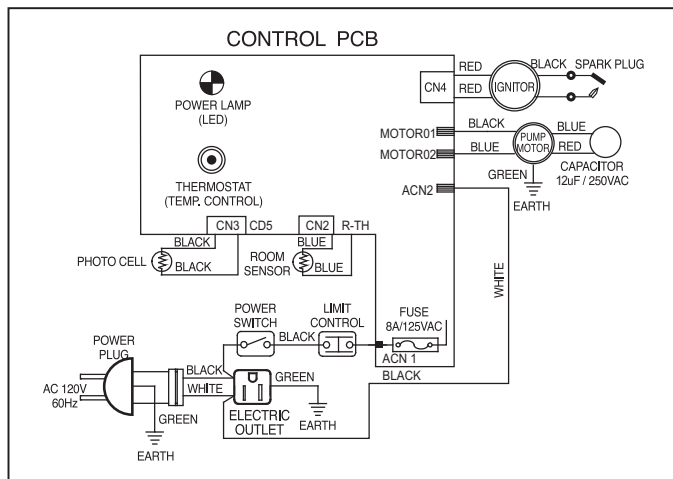 CONTROL PCB
POWER LAMP
(LED)
THERMOSTAT
(TEMP. CONTROL)
CN4
RED
RED
IGNITOR
BLACK
SPARK PLUG
MOTOR01
BLACK
MOTOR02
BLUE
PUMP
MOTOR
BLUE
RED
CAPACITOR
12uF / 250VAC
GREEN
EARTH
ACN2
WHITE
CN3
CD5
CN2
R-TH
BLACK
PHOTO CELL
BLACK
BLUE
ROOM
SENSOR
BLUE
POWER
SWITCH
BLACK
LIMIT
CONTROL
FUSE
8A/125VAC
ACN 1
BLACK
POWER
PLUG
AC 120V
60Hz
BLACK
WHITE
GREEN
EARTH
GREEN
ELECTRIC
OUTLET
EARTH